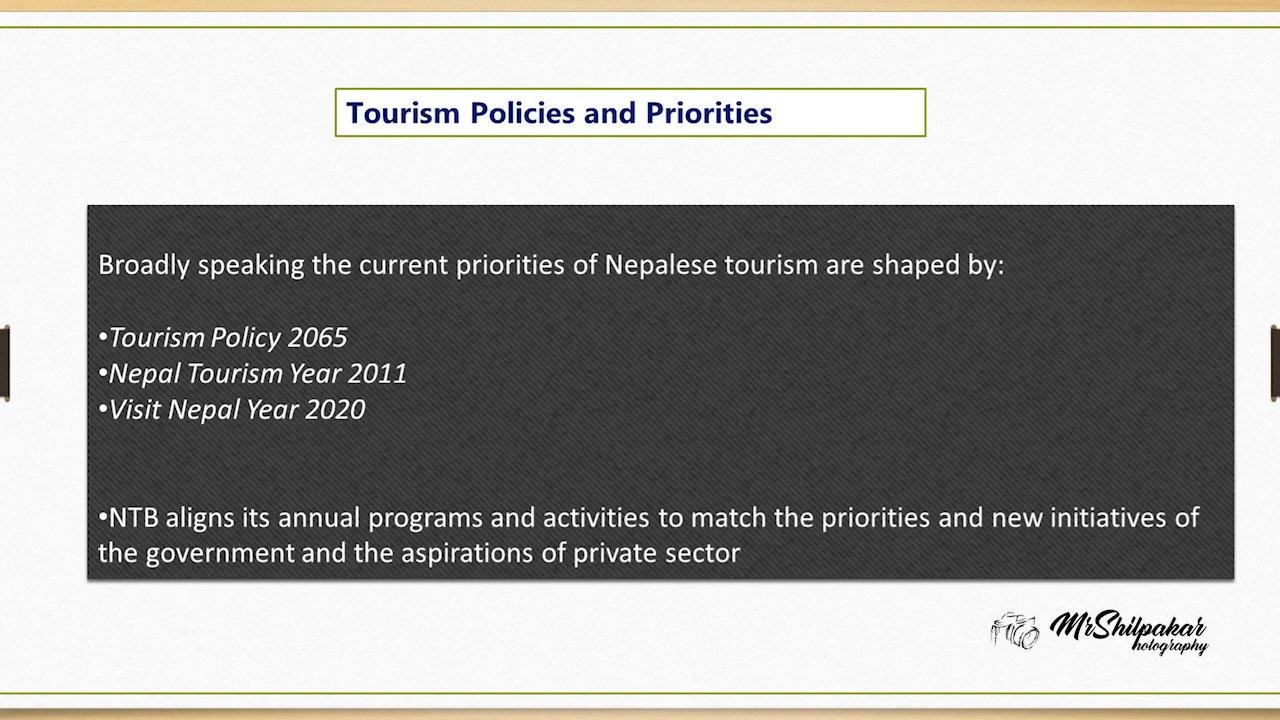 Tourism Policies and Priorities
Broadly speaking the current priorities of Nepalese tourism are shaped by:
•Tourism Policy 2065
•Nepal Tourism Year 2011
•Visit Nepal Year 2020
•NTB aligns its annual programs and activities to match the priorities and new initiatives of
the government and the aspirations of private sector
MrShilpakar
hotography